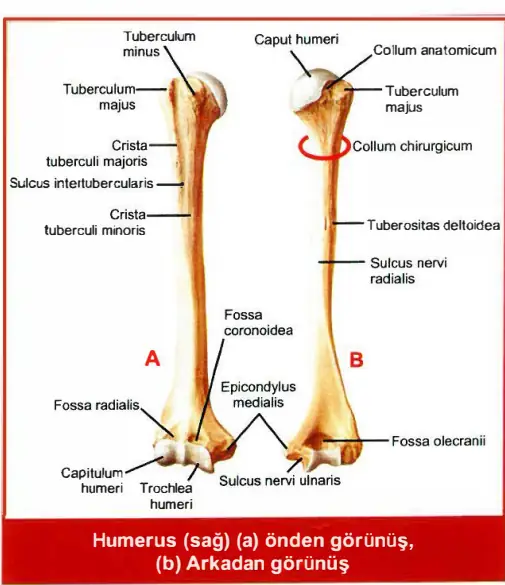 Tuberculum
minus
Caput humeri
Collum anatomicum
Tuberculum
majus
Tuberculum
majus
Crista
tuberculi majoris
Collum chirurgicum
Sulcus intertubercularis
Crista
tuberculi minoris
Tuberositas deltoidea
Sulcus nervi
radialis
Fossa
coronoidea
A
B
Epicondylus
medialis
Fossa radialis
Fossa olecranii
Capitulum
humeri
Trochlea
humeri
Sulcus nervi ulnaris
Humerus (sağ) (a) önden görünüş,
(b) Arkadan görünüş